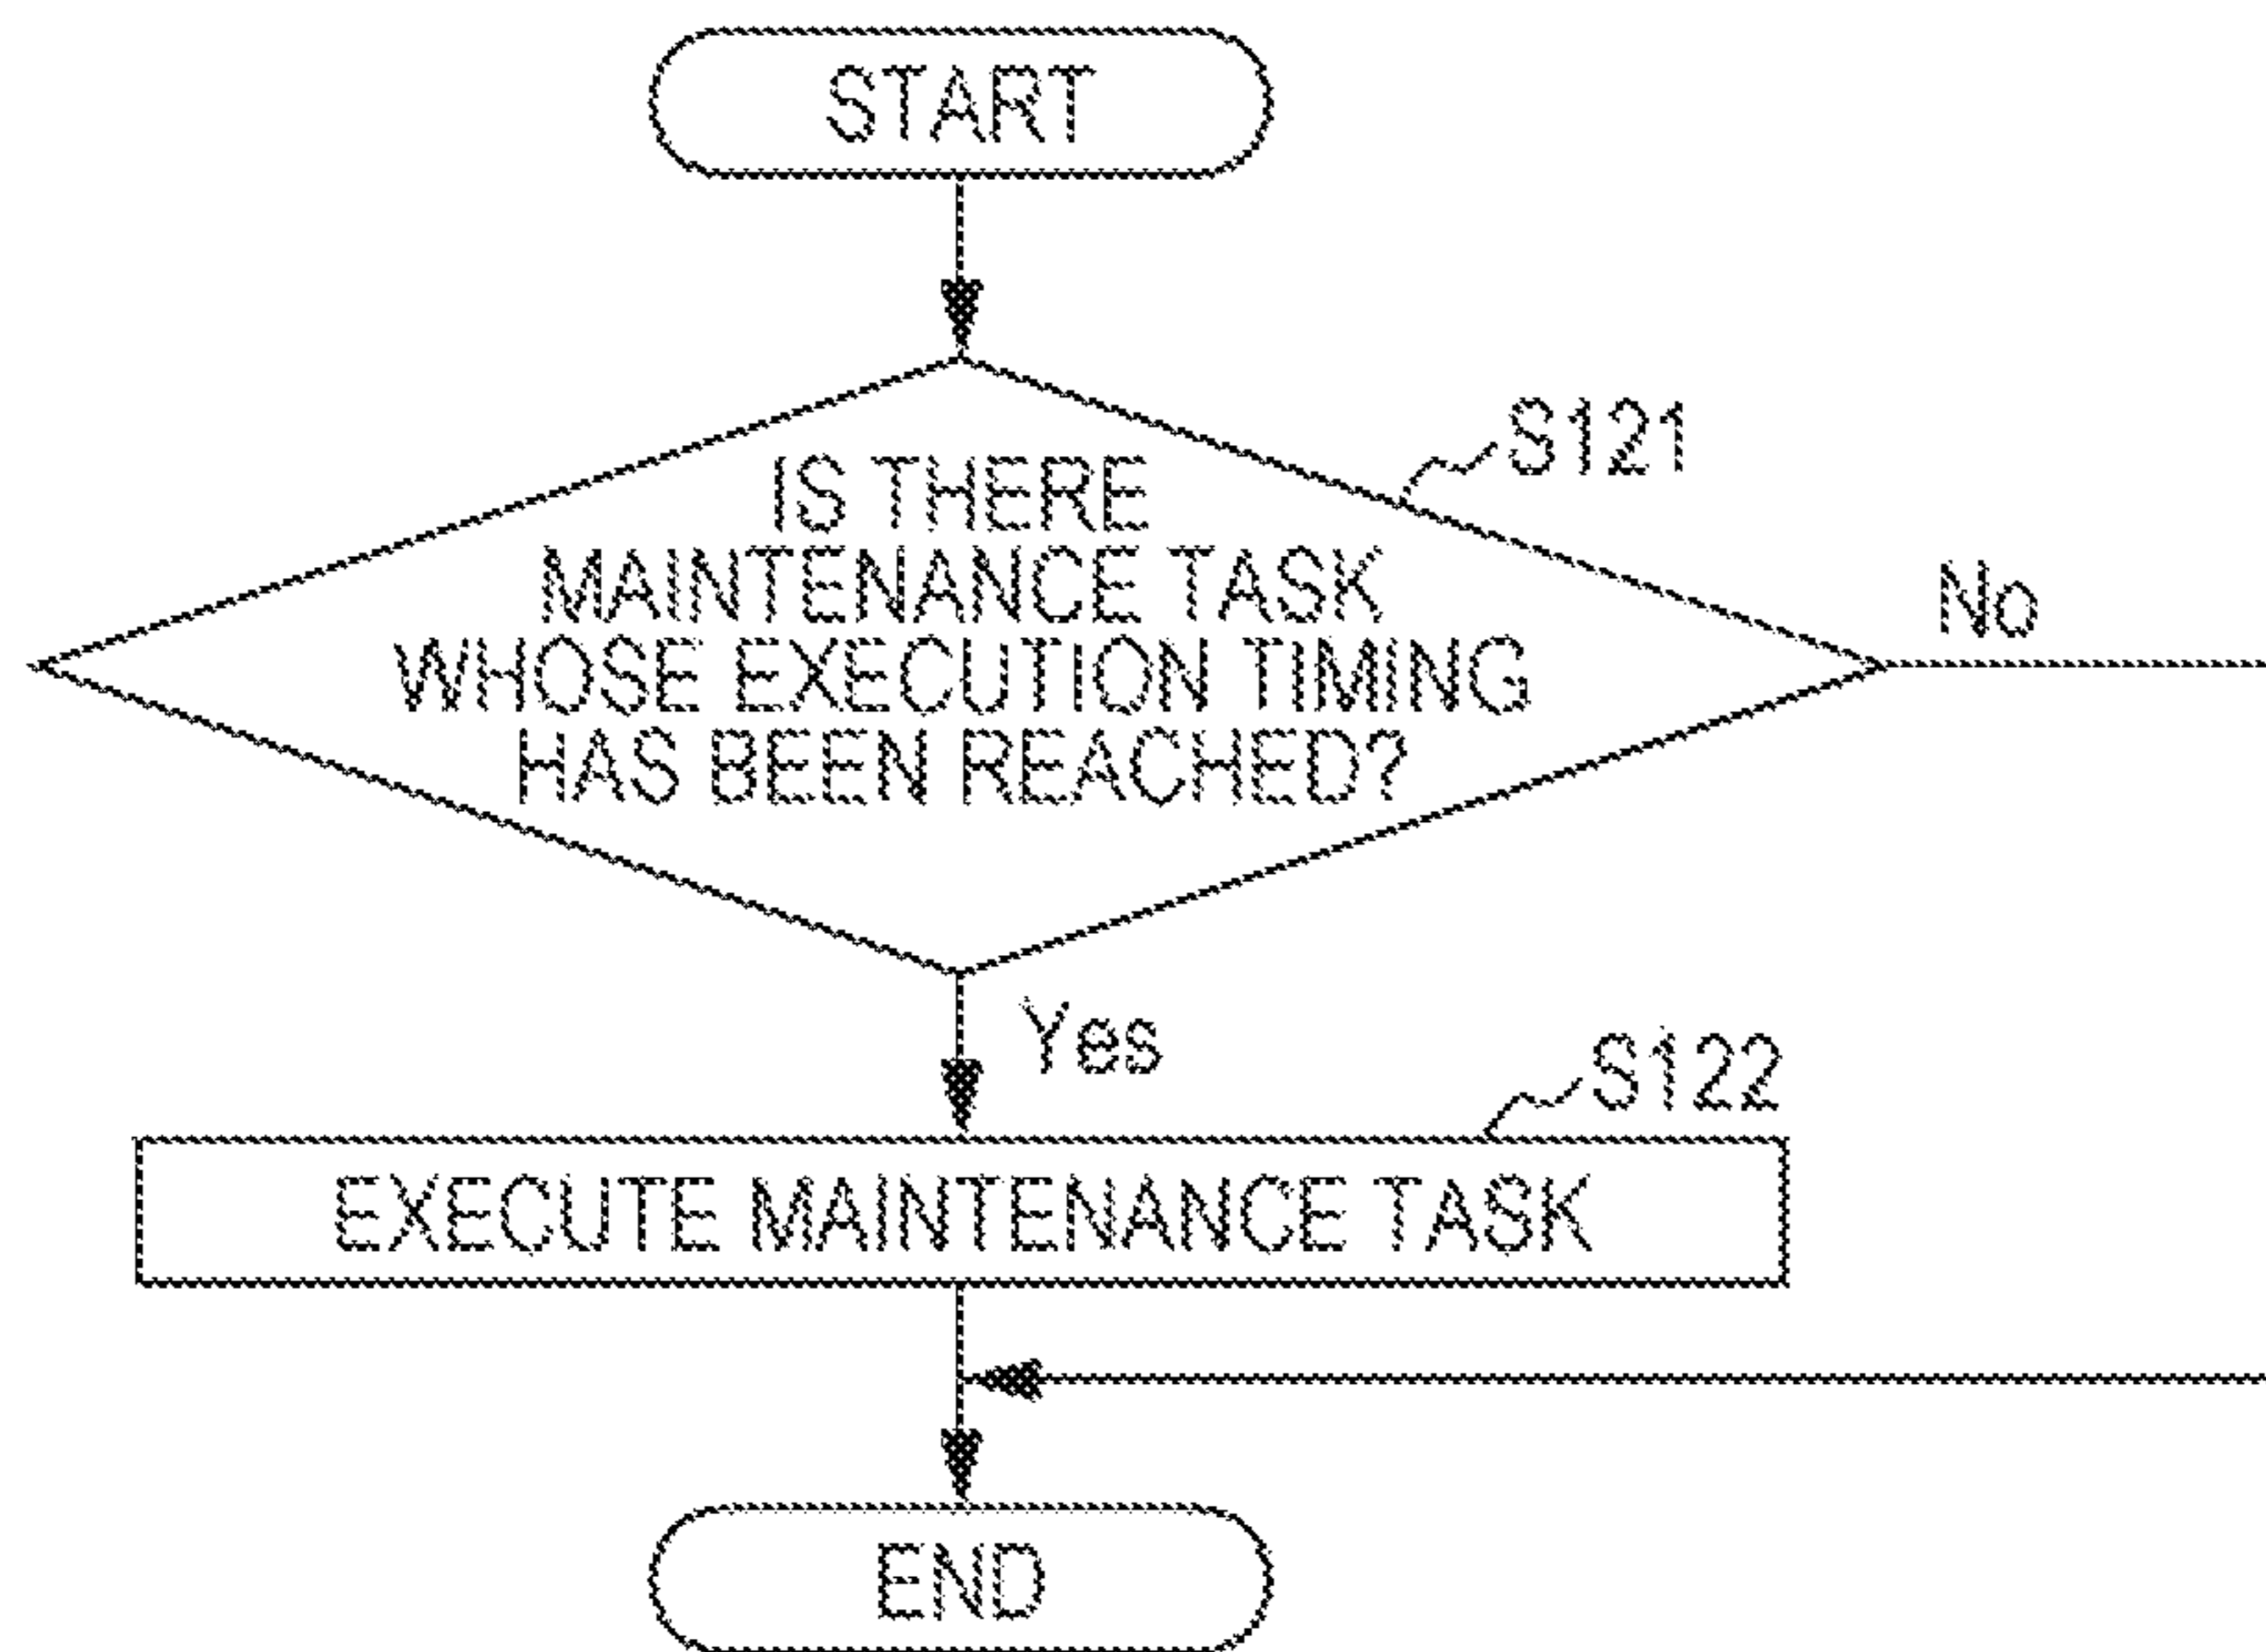 START
S121
IS THERE
MAINTENANCE TASK
WHOSE EXECUTION TIMING
HAS BEEN REACHED?
No
Yes
S122
EXECUTE MAINTENANCE TASK
END